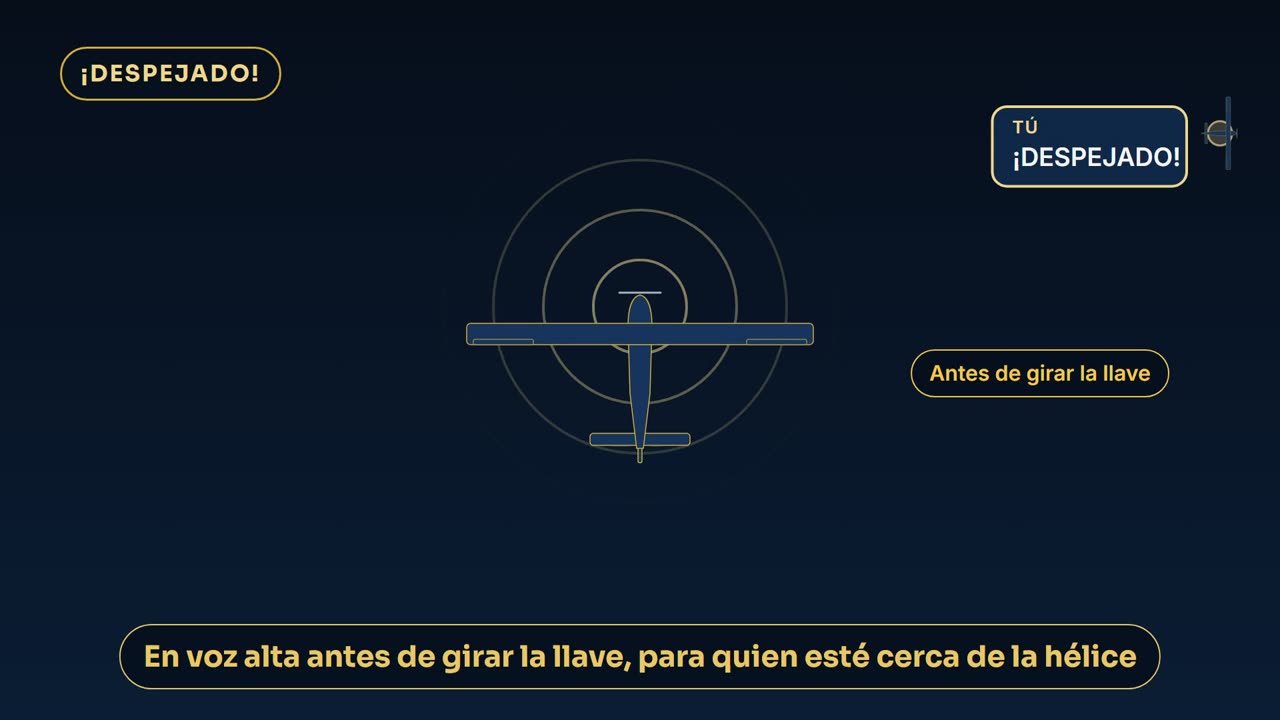 ¡DESPEJADO!
TÚ
¡DESPEJADO!
Antes de girar la llave
En voz alta antes de girar la llave, para quien esté cerca de la hélice